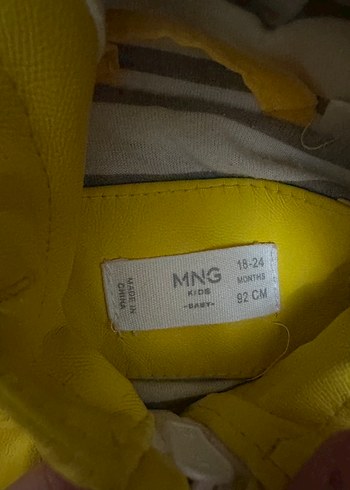 MADE IN
CHINA
MNG
KIDS
-BABY-
18-24
MONTHS
92 CM